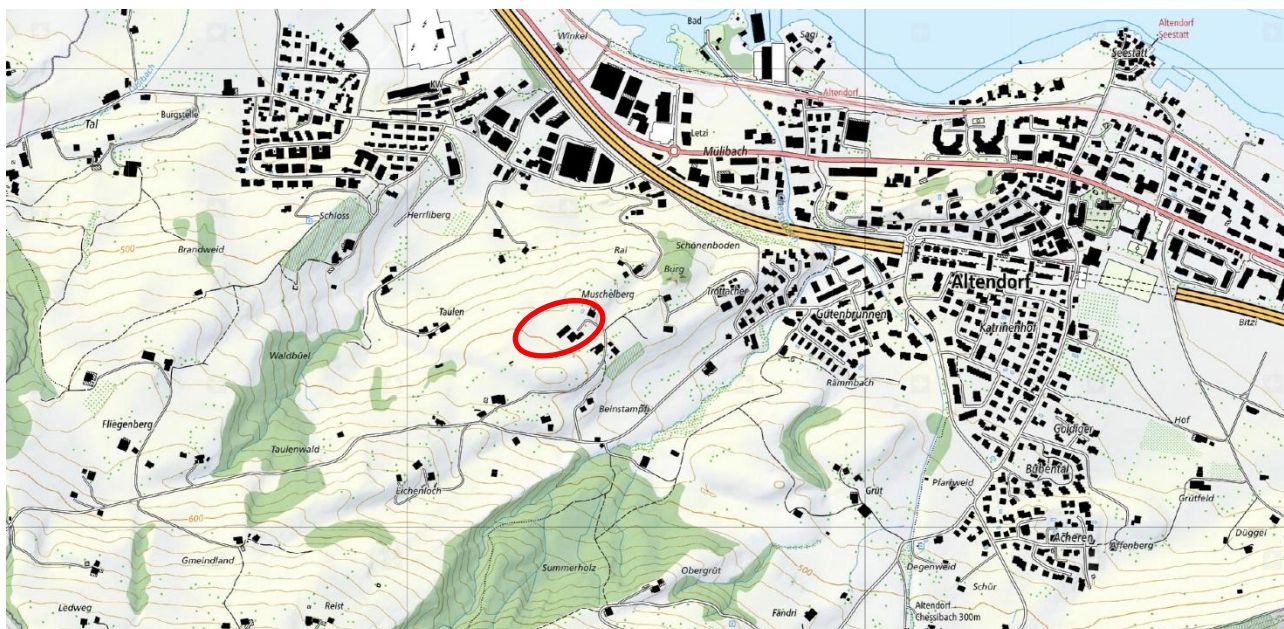 Bad
Altendorf
Seestatt
Winkel
Sagi
Seestatt
Altendorf
Burgstelle
Tal
Letzi
Mülibach
Schloss
Herrliberg
500
Brandweid
Rai
Schönenboden
Burg
Muschelberg
Trottacher
Altendorf
Taulen
Gutenbrunnen
Katrinenhof
Bitzi
Waldbüel
Rämmbach
Beinstampfi
Hof
Fliegenberg
Goldiger
Taulenwald
Bubental
Eichenloch
Grüt
Pfarrweid
Grütfeld
600
Düggel
Acheren
Affenberg
Gmeindland
Summerholz
Obergrüt
500
Degenweid
Schür
Ledweg
Reist
Fändri
Altendorf
Chessibach 300m